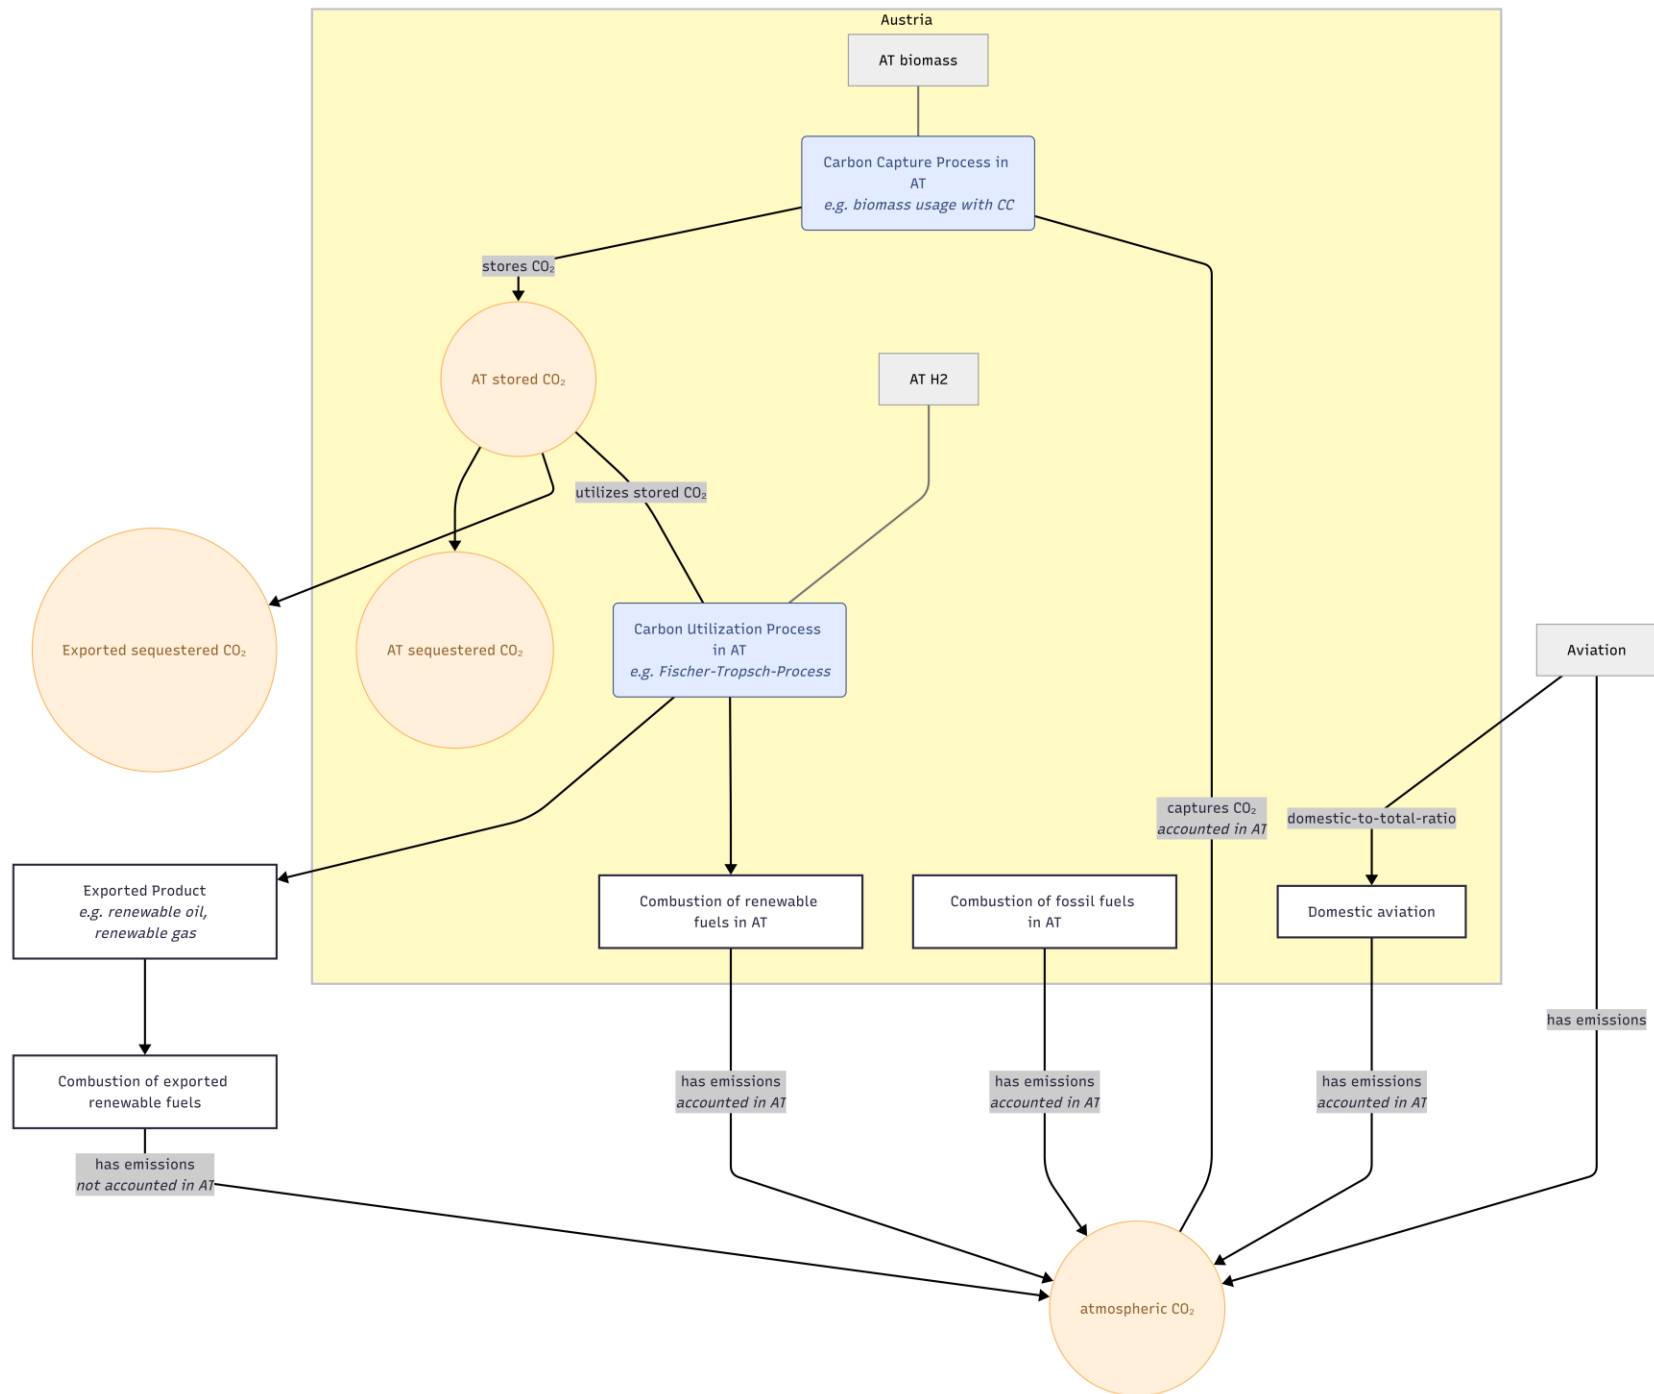 Austria
AT biomass
Carbon Capture Process in
AT
e.g. biomass usage with CC
stores CO₂
AT stored CO₂
AT H2
utilizes stored CO₂
Exported sequestered CO₂
AT sequestered CO₂
Carbon Utilization Process
in AT
e.g. Fischer-Tropsch-Process
Aviation
captures CO₂
accounted in AT
domestic-to-total-ratio
Exported Product
e.g. renewable oil,
renewable gas
Combustion of renewable
fuels in AT
Combustion of fossil fuels
in AT
Domestic aviation
has emissions
Combustion of exported
renewable fuels
has emissions
accounted in AT
has emissions
accounted in AT
has emissions
accounted in AT
has emissions
not accounted in AT
atmospheric CO₂